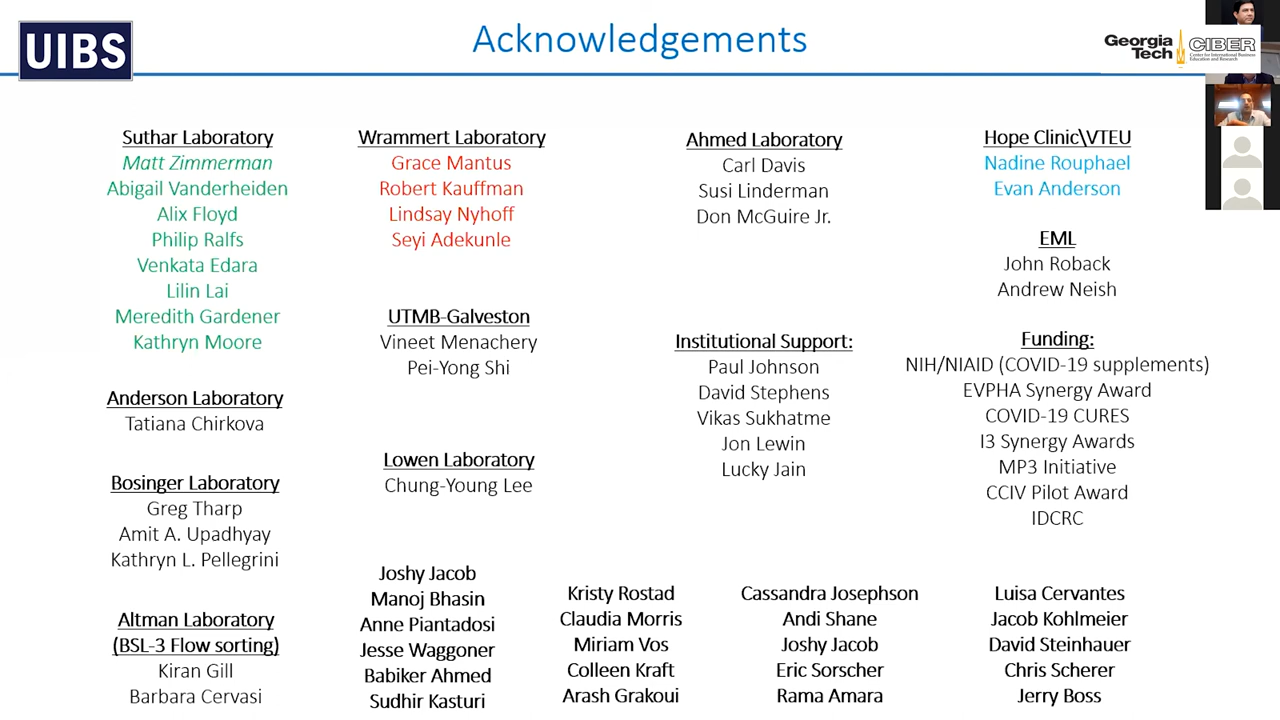 UIBS
Acknowledgements
Georgia Tech
CIBER
Center for International Business Education and Research
Suthar Laboratory
Matt Zimmerman
Abigail Vanderheiden
Alix Floyd
Philip Ralfs
Venkata Edara
Lilin Lai
Meredith Gardener
Kathryn Moore
Anderson Laboratory
Tatiana Chirkova
Bosinger Laboratory
Greg Tharp
Amit A. Upadhyay
Kathryn L. Pellegrini
Altman Laboratory
(BSL-3 Flow sorting)
Kiran Gill
Barbara Cervasi
Wrammert Laboratory
Grace Mantus
Robert Kauffman
Lindsay Nyhoff
Seyi Adekunle
UTMB-Galveston
Vineet Menachery
Pei-Yong Shi
Lowen Laboratory
Chung-Young Lee
Joshy Jacob
Manoj Bhasin
Anne Piantadosi
Jesse Waggoner
Babiker Ahmed
Sudhir Kasturi
Kristy Rostad
Claudia Morris
Miriam Vos
Colleen Kraft
Arash Grakoui
Ahmed Laboratory
Carl Davis
Susi Linderman
Don McGuire Jr.
Institutional Support:
Paul Johnson
David Stephens
Vikas Sukhatme
Jon Lewin
Lucky Jain
Cassandra Josephson
Andi Shane
Joshy Jacob
Eric Sorscher
Rama Amara
Hope Clinic\VTEU
Nadine Rouphael
Evan Anderson
EML
John Roback
Andrew Neish
Funding:
NIH/NIAID (COVID-19 supplements)
EVPHA Synergy Award
COVID-19 CURES
I3 Synergy Awards
MP3 Initiative
CCIV Pilot Award
IDCRC
Luisa Cervantes
Jacob Kohlmeier
David Steinhauer
Chris Scherer
Jerry Boss